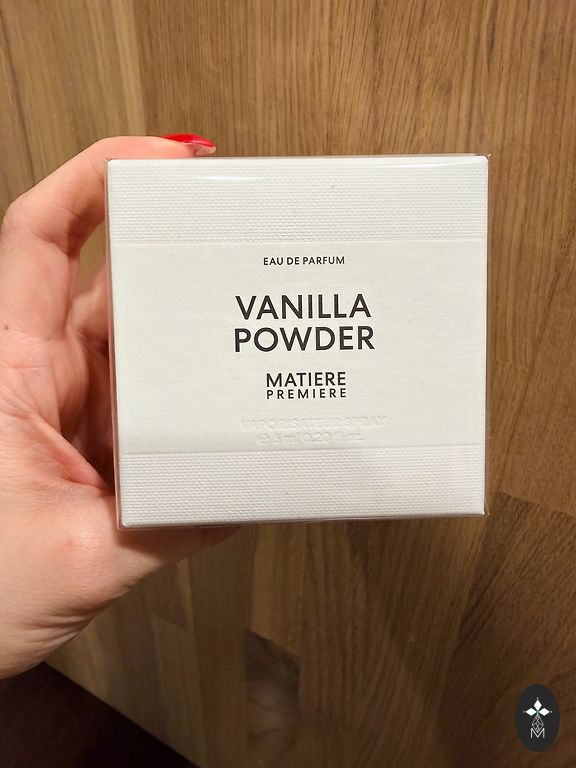 EAU DE PARFUM
VANILLA
POWDER
MATIERE
PREMIERE
VAPORISATEUR SPRAY
e 6 ml 0.20 fl.oz.
M